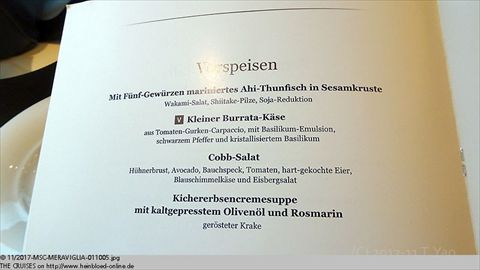 Vorspeisen
Mit Fünf-Gewürzen mariniertes Ahi-Thunfisch in Sesamkruste
Wakami-Salat, Shiitake-Pilze, Soja-Reduktion
V Kleiner Burrata-Käse
aus Tomaten-Gurken-Carpaccio, mit Basilikum-Emulsion,
schwarzem Pfeffer und kristallisiertem Basilikum
Cobb-Salat
Hühnerbrust, Avocado, Bauchspeck, Tomaten, hart-gekochte Eier,
Blauschimmelkäse und Eisbergsalat
Kichererbsencremesuppe
mit kaltgepresstem Olivenöl und Rosmarin
gerösteter Krake
@ 11/2017-MSC-MERAVIGLIA-011005.jpg
THE CRUISES on http://www.heinbloed-online.de